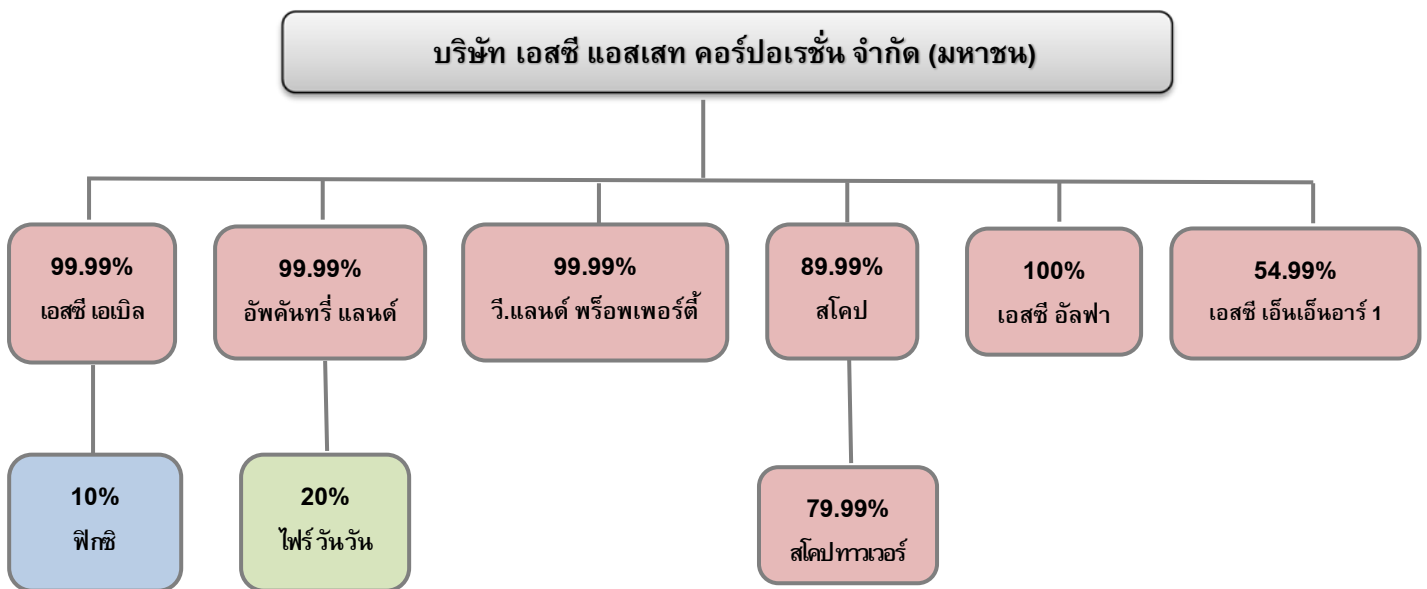 บริษัท เอสซี แอสเสท คอร์ปอเรชั่น จำกัด (มหาชน)
99.99%
เอสซี เอเบิล
99.99%
อัพคันทรี่ แลนด์
99.99%
วี.แลนด์ พร็อพเพอร์ตี้
89.99%
สโคป
100%
เอสซี อัลฟา
54.99%
เอสซี เอ็นเอ็นอาร์ 1
10%
ฟิกซิ
20%
ไฟร์ วันวัน
79.99%
สโคปทาวเวอร์